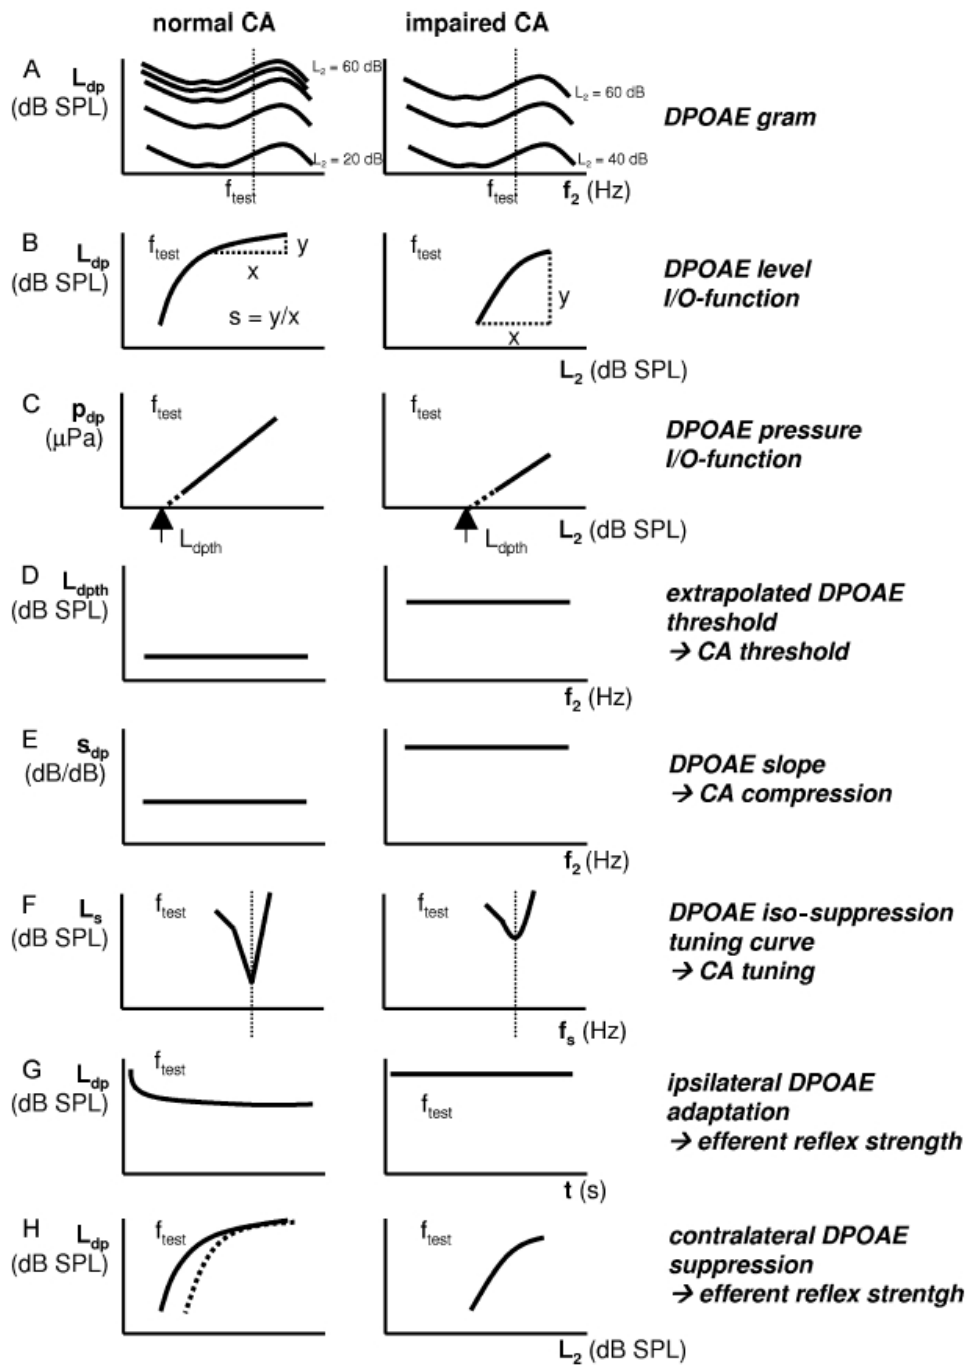 normal CA
impaired CA
A
L_dp
(dB SPL)
L₂ = 60 dB
L₂ = 20 dB
f_test
L₂ = 60 dB
L₂ = 40 dB
f_test
f₂ (Hz)
DPOAE gram
B
L_dp
(dB SPL)
f_test
y
x
s = y/x
f_test
y
x
L₂ (dB SPL)
DPOAE level
I/O-function
C
p_dp
(µPa)
f_test
L_dpth
f_test
L_dpth
L₂ (dB SPL)
DPOAE pressure
I/O-function
D
L_dpth
(dB SPL)
f₂ (Hz)
extrapolated DPOAE
threshold
→ CA threshold
E
s_dp
(dB/dB)
f₂ (Hz)
DPOAE slope
→ CA compression
F
L_s
(dB SPL)
f_test
f_test
f_s (Hz)
DPOAE iso-suppression
tuning curve
→ CA tuning
G
L_dp
(dB SPL)
f_test
f_test
t (s)
ipsilateral DPOAE
adaptation
→ efferent reflex strength
H
L_dp
(dB SPL)
f_test
f_test
L₂ (dB SPL)
contralateral DPOAE
suppression
→ efferent reflex strentgh